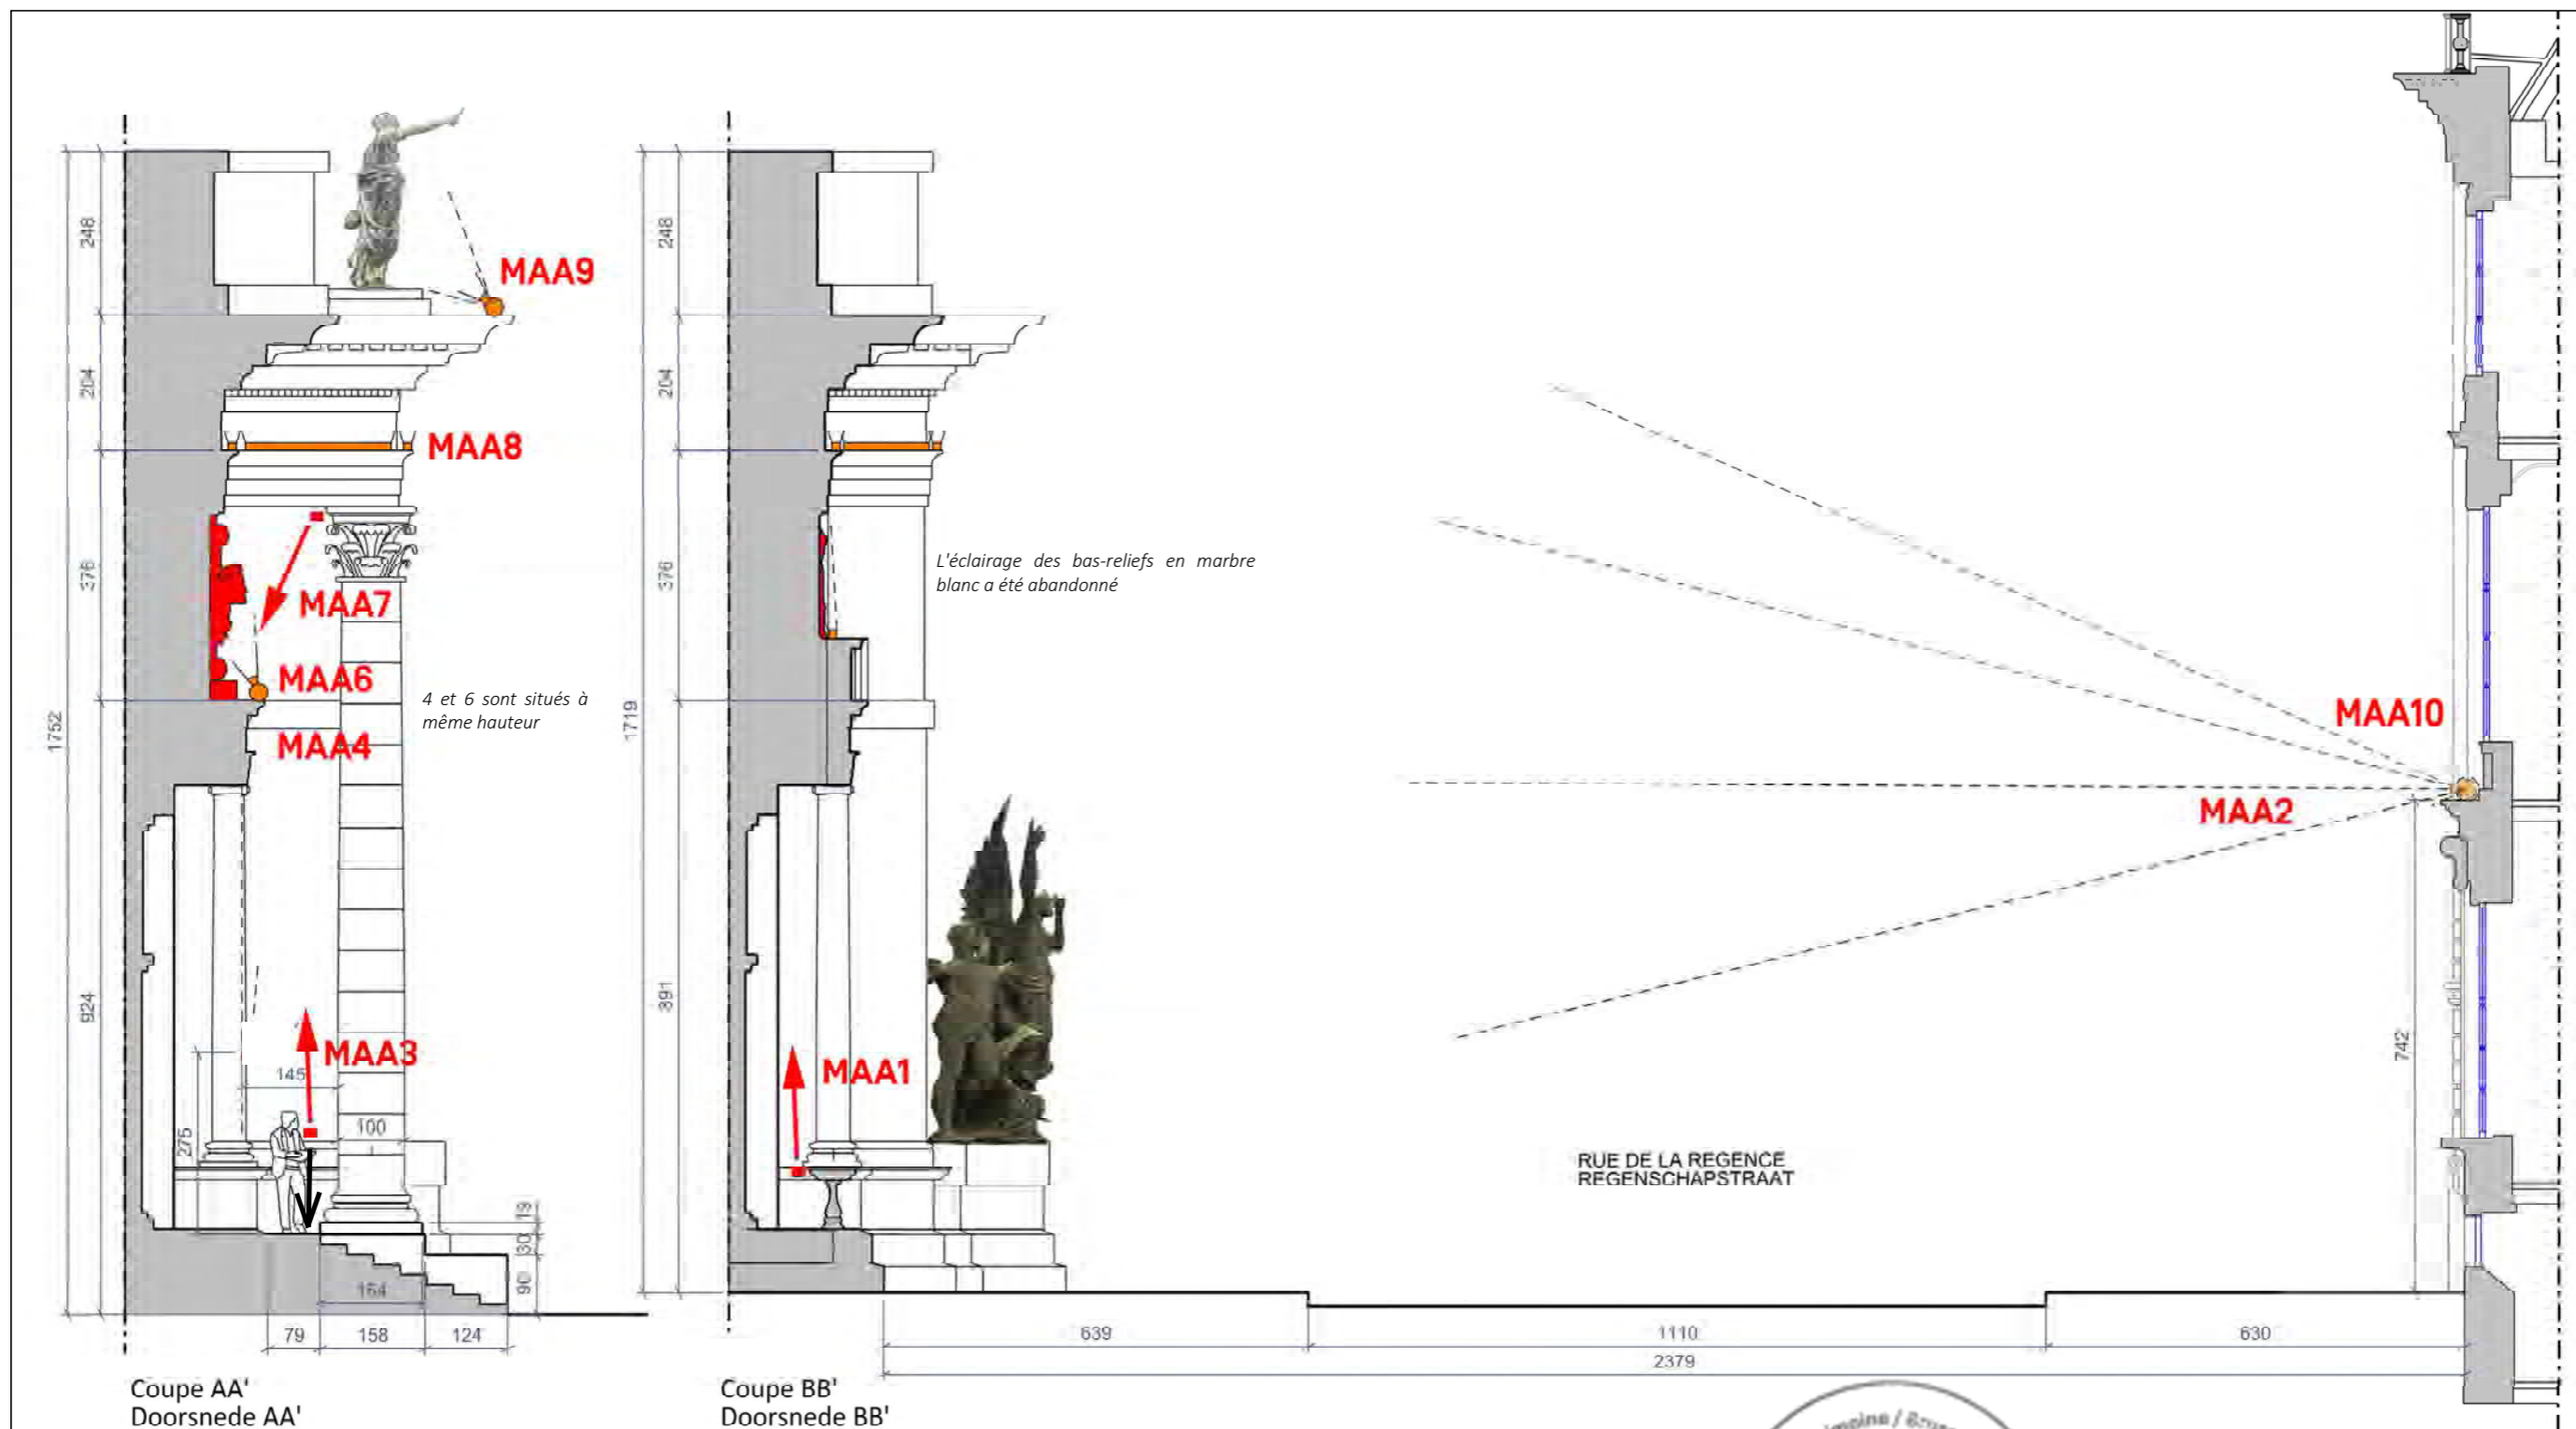 248
204
376
924
1752
MAA9
MAA8
MAA7
MAA6
MAA4
4 et 6 sont situés à
même hauteur
MAA3
145
275
100
19
30
90
164
79
158
124
Coupe AA'
Doorsnede AA'
248
204
376
891
1719
L'éclairage des bas-reliefs en marbre
blanc a été abandonné
MAA1
Coupe BB'
Doorsnede BB'
MAA10
MAA2
742
RUE DE LA REGENCE
REGENSCHAPSTRAAT
639
1110
630
2379